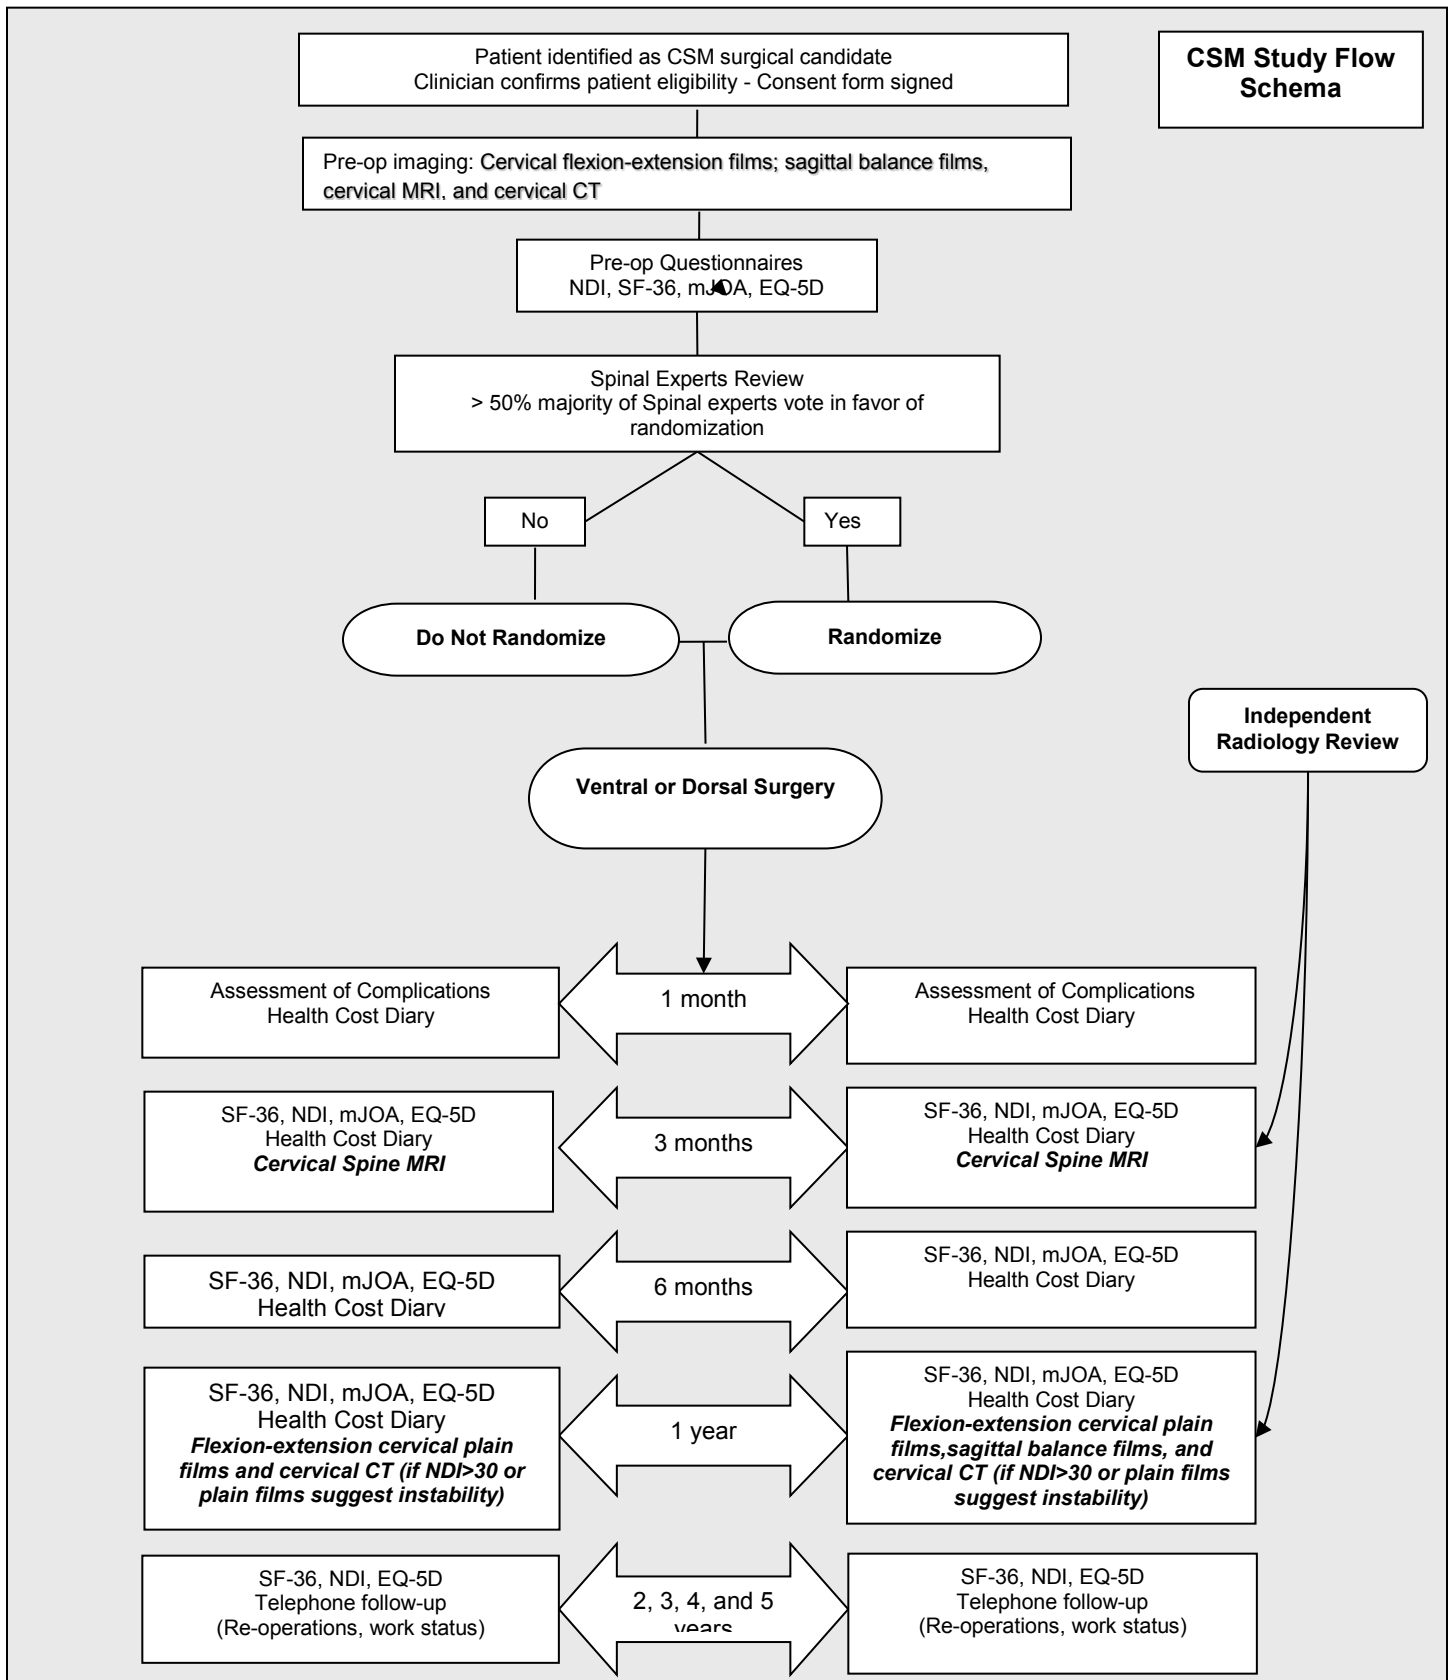 Patient identified as CSM surgical candidate
Clinician confirms patient eligibility - Consent form signed
CSM Study Flow
Schema
Pre-op imaging: Cervical flexion-extension films; sagittal balance films,
cervical MRI, and cervical CT
Pre-op Questionnaires
NDI, SF-36, mJOA, EQ-5D
Spinal Experts Review
> 50% majority of Spinal experts vote in favor of
randomization
No
Yes
Do Not Randomize
Randomize
Independent
Radiology Review
Ventral or Dorsal Surgery
Assessment of Complications
Health Cost Diary
1 month
Assessment of Complications
Health Cost Diary
SF-36, NDI, mJOA, EQ-5D
Health Cost Diary
Cervical Spine MRI
3 months
SF-36, NDI, mJOA, EQ-5D
Health Cost Diary
Cervical Spine MRI
SF-36, NDI, mJOA, EQ-5D
Health Cost Diary
6 months
SF-36, NDI, mJOA, EQ-5D
Health Cost Diary
SF-36, NDI, mJOA, EQ-5D
Health Cost Diary
Flexion-extension cervical plain
films and cervical CT (if NDI>30 or
plain films suggest instability)
1 year
SF-36, NDI, mJOA, EQ-5D
Health Cost Diary
Flexion-extension cervical plain
films,sagittal balance films, and
cervical CT (if NDI>30 or plain films
suggest instability)
SF-36, NDI, EQ-5D
Telephone follow-up
(Re-operations, work status)
2, 3, 4, and 5
years
SF-36, NDI, EQ-5D
Telephone follow-up
(Re-operations, work status)